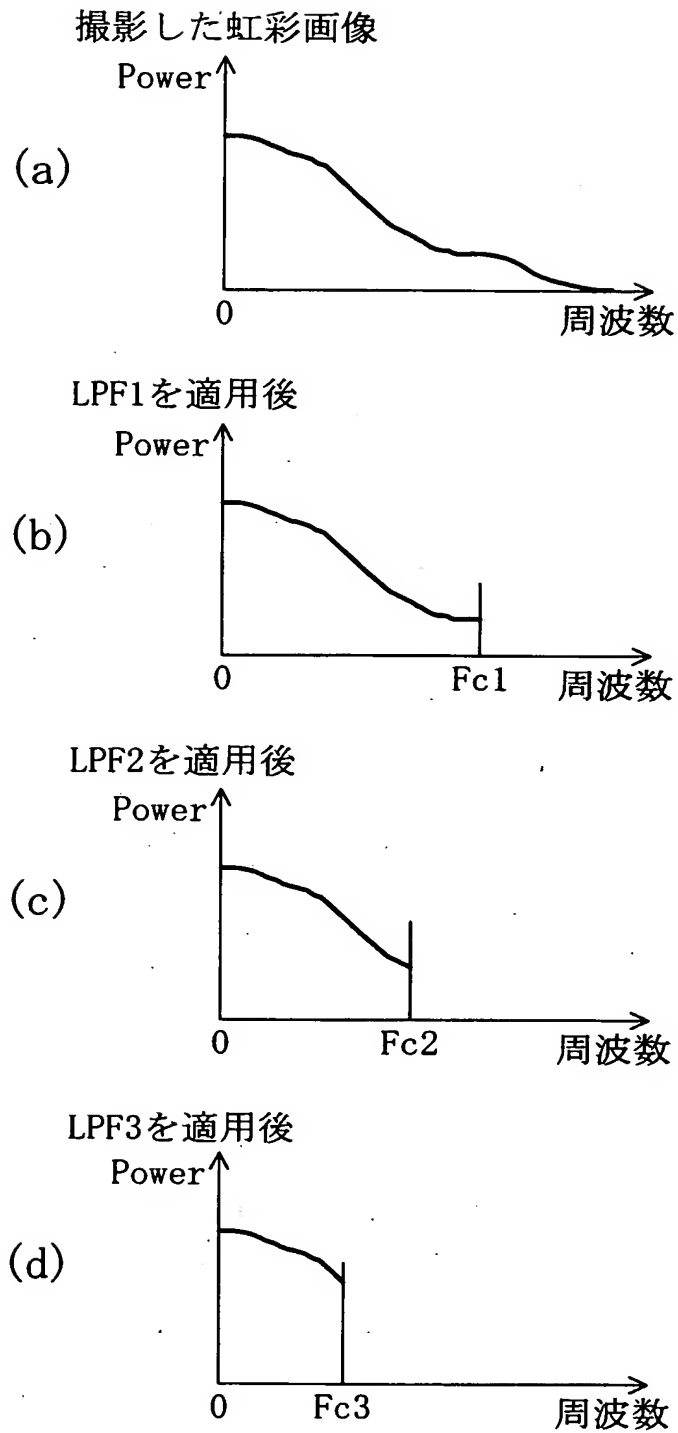 撮影した虹彩画像
Power
(a)
0
周波数
LPF1を適用後
Power
(b)
0
Fc1
周波数
LPF2を適用後
Power
(c)
0
Fc2
周波数
LPF3を適用後
Power
(d)
0
Fc3
周波数